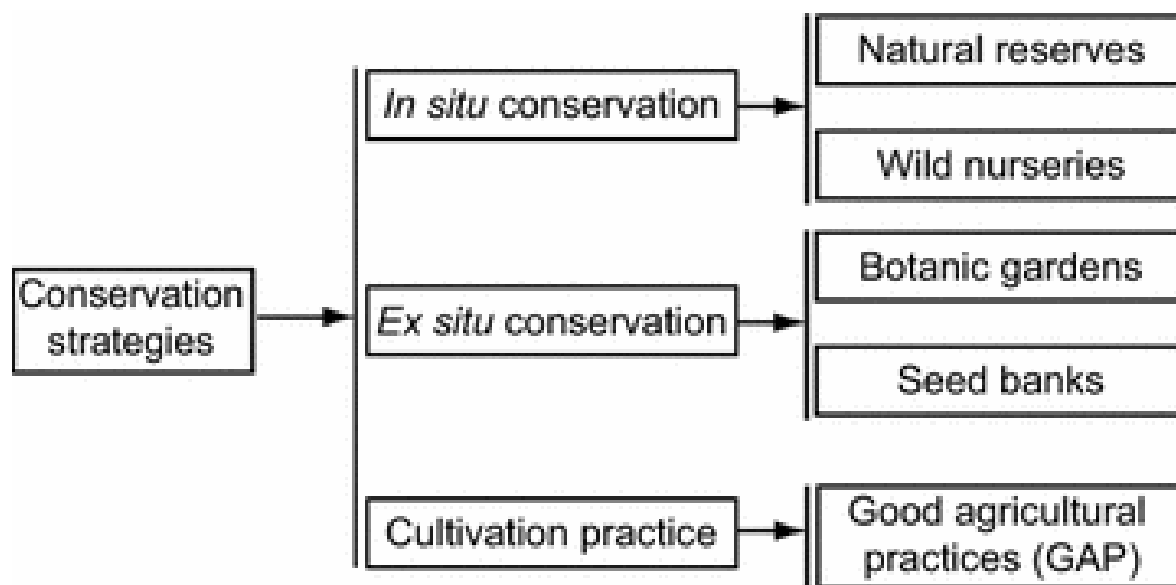 Conservation
strategies
In situ conservation
Natural reserves
Wild nurseries
Ex situ conservation
Botanic gardens
Seed banks
Cultivation practice
Good agricultural
practices (GAP)